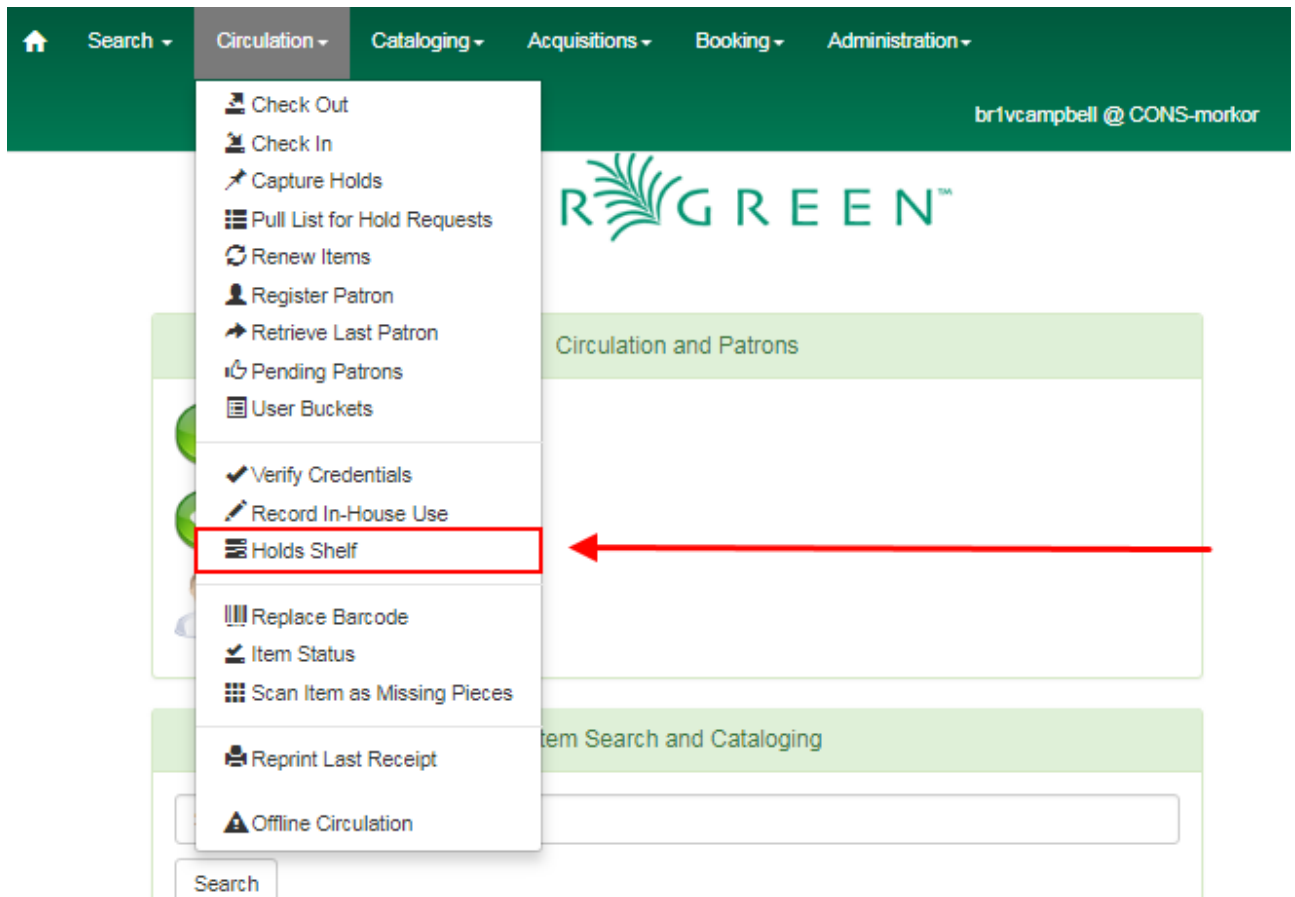 Search Circulation Cataloging Acquisitions Booking Administration
br1vcampbell @ CONS-morkor
Check Out
Check In
Capture Holds
Pull List for Hold Requests
Renew Items
Register Patron
Retrieve Last Patron
Pending Patrons
User Buckets
Verify Credentials
Record In-House Use
Holds Shelf
Replace Barcode
Item Status
Scan Item as Missing Pieces
Reprint Last Receipt
Offline Circulation
R GREEN™
Circulation and Patrons
tem Search and Cataloging
Search